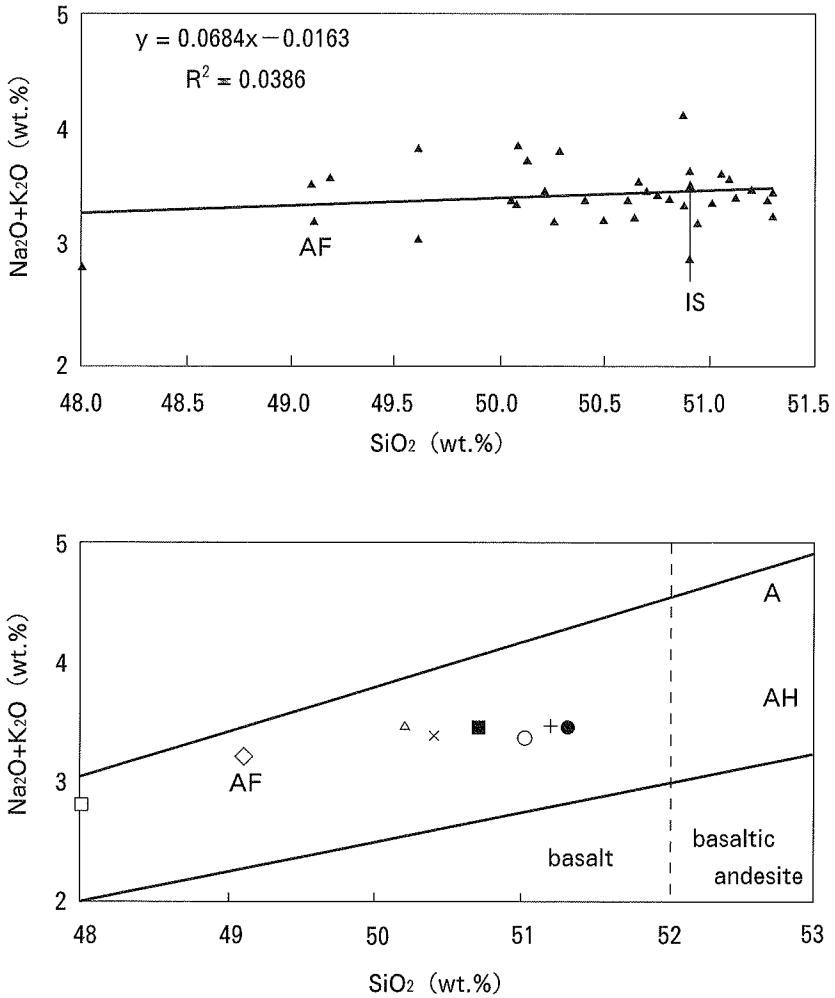 5
y = 0.0684x－0.0163
R² = 0.0386
4
3
2
Na₂O+K₂O (wt.%)
AF
IS
48.0 48.5 49.0 49.5 50.0 50.5 51.0 51.5
SiO₂ (wt.%)
5
4
3
2
Na₂O+K₂O (wt.%)
A
AH
AF
basalt
basaltic
andesite
48 49 50 51 52 53
SiO₂ (wt.%)